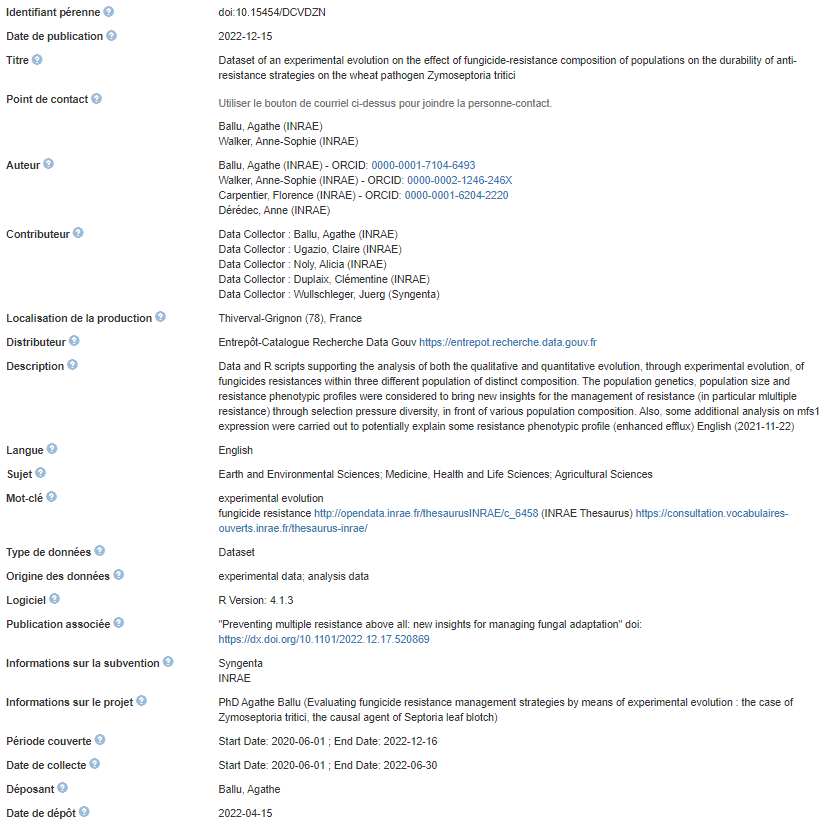 Identifiant pérenne doi:10.15454/DCVDZN
Date de publication 2022-12-15
Titre Dataset of an experimental evolution on the effect of fungicide-resistance composition of populations on the durability of anti-
resistance strategies on the wheat pathogen Zymoseptoria tritici
Point de contact Utiliser le bouton de courriel ci-dessus pour joindre la personne-contact.
Ballu, Agathe (INRAE)
Walker, Anne-Sophie (INRAE)
Auteur Ballu, Agathe (INRAE) - ORCID: 0000-0001-7104-6493
Walker, Anne-Sophie (INRAE) - ORCID: 0000-0002-1246-246X
Carpentier, Florence (INRAE) - ORCID: 0000-0001-6204-2220
Dérédec, Anne (INRAE)
Contributeur Data Collector : Ballu, Agathe (INRAE)
Data Collector : Ugazio, Claire (INRAE)
Data Collector : Noly, Alicia (INRAE)
Data Collector : Duplaix, Clémentine (INRAE)
Data Collector : Wullschleger, Juerg (Syngenta)
Localisation de la production Thiverval-Grignon (78), France
Distributeur Entrepôt-Catalogue Recherche Data Gouv https://entrepot.recherche.data.gouv.fr
Description Data and R scripts supporting the analysis of both the qualitative and quantitative evolution, through experimental evolution, of
fungicides resistances within three different population of distinct composition. The population genetics, population size and
resistance phenotypic profiles were considered to bring new insights for the management of resistance (in particular mlultiple
resistance) through selection pressure diversity, in front of various population composition. Also, some additional analysis on mfs1
expression were carried out to potentially explain some resistance phenotypic profile (enhanced efflux) English (2021-11-22)
Langue English
Sujet Earth and Environmental Sciences; Medicine, Health and Life Sciences; Agricultural Sciences
Mot-clé experimental evolution
fungicide resistance http://opendata.inrae.fr/thesaurusINRAE/c_6458 (INRAE Thesaurus) https://consultation.vocabulaires-
ouverts.inrae.fr/thesaurus-inrae/
Type de données Dataset
Origine des données experimental data; analysis data
Logiciel R Version: 4.1.3
Publication associée "Preventing multiple resistance above all: new insights for managing fungal adaptation" doi:
https://dx.doi.org/10.1101/2022.12.17.520869
Informations sur la subvention Syngenta
INRAE
Informations sur le projet PhD Agathe Ballu (Evaluating fungicide resistance management strategies by means of experimental evolution : the case of
Zymoseptoria tritici, the causal agent of Septoria leaf blotch)
Période couverte Start Date: 2020-06-01 ; End Date: 2022-12-16
Date de collecte Start Date: 2020-06-01 ; End Date: 2022-06-30
Déposant Ballu, Agathe
Date de dépôt 2022-04-15